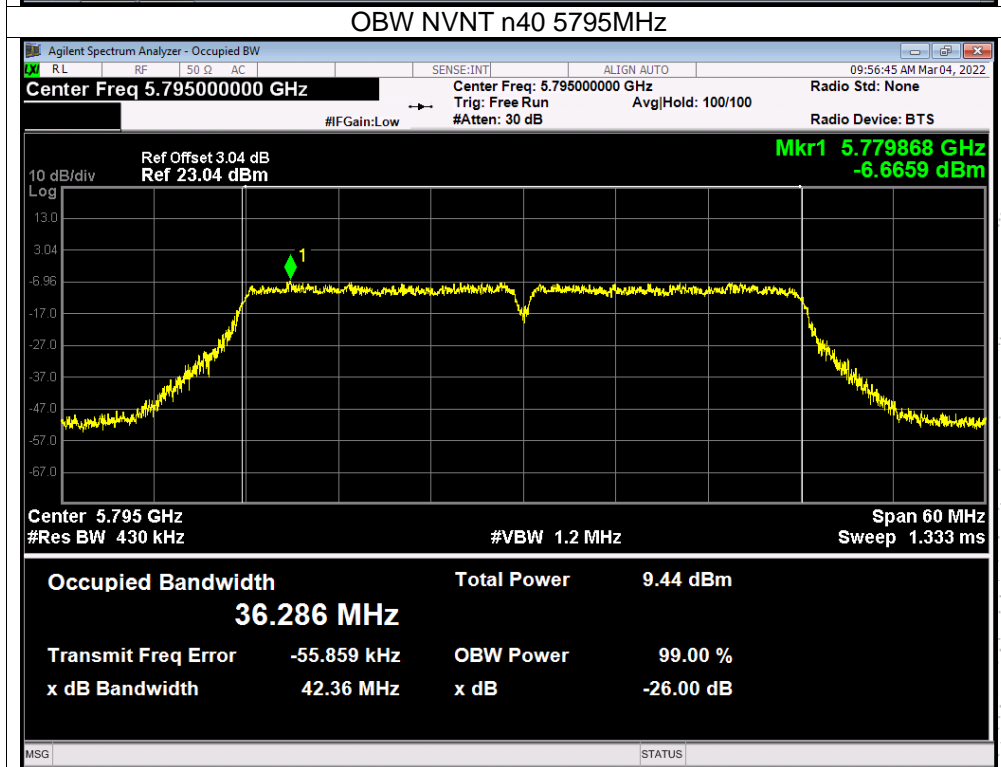 OBW NVNT n40 5795MHz
Agilent Spectrum Analyzer - Occupied BW
LXI RL RF 50 Ω AC SENSE:INT ALIGN AUTO 09:56:45 AM Mar 04, 2022
Center Freq 5.795000000 GHz Center Freq: 5.795000000 GHz Radio Std: None
Trig: Free Run Avg|Hold: 100/100
#IFGain:Low #Atten: 30 dB Radio Device: BTS
Mkr1 5.779868 GHz
-6.6659 dBm
Ref Offset 3.04 dB
10 dB/div Ref 23.04 dBm
Log
13.0
3.04
1
-6.96
-17.0
-27.0
-37.0
-47.0
-57.0
-67.0
Center 5.795 GHz Span 60 MHz
#Res BW 430 kHz #VBW 1.2 MHz Sweep 1.333 ms
Occupied Bandwidth Total Power 9.44 dBm
36.286 MHz
Transmit Freq Error -55.859 kHz OBW Power 99.00 %
x dB Bandwidth 42.36 MHz x dB -26.00 dB
MSG STATUS